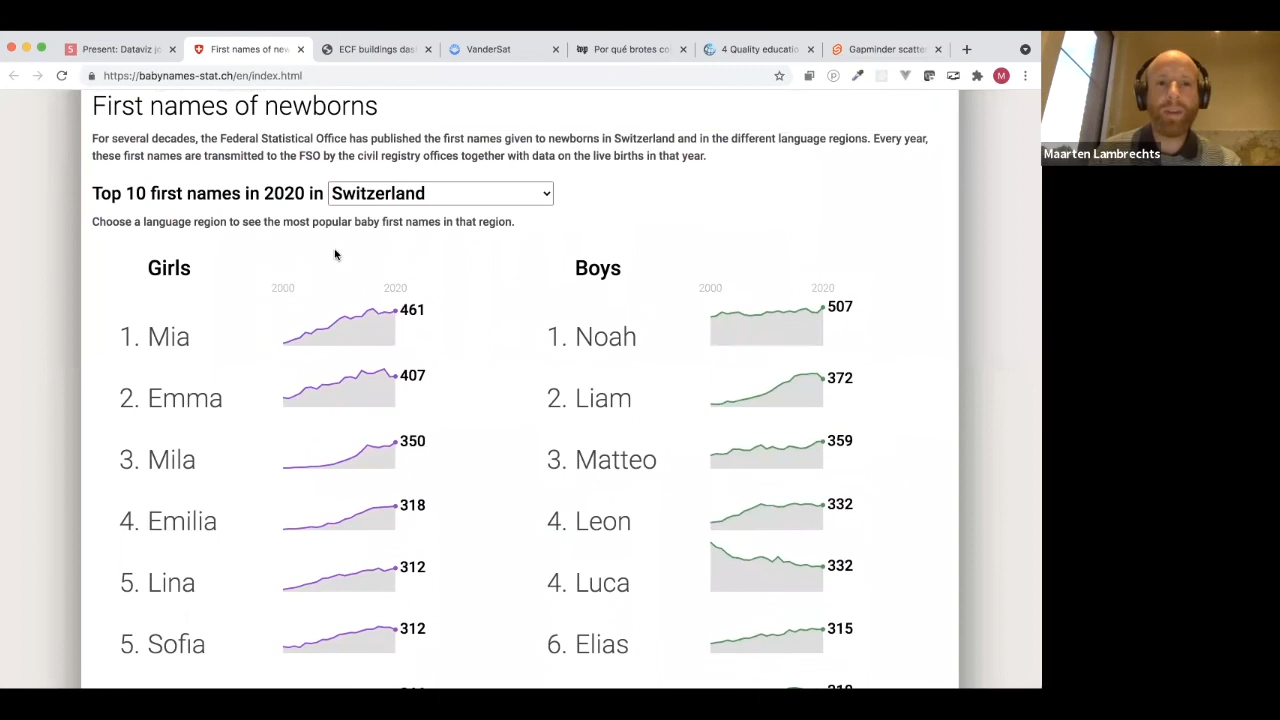 Present: Dataviz jo
First names of new
ECF buildings das
VanderSat
Por qué brotes co
4 Quality educatio
Gapminder scatte
https://babynames-stat.ch/en/index.html
M
Maarten Lambrechts
First names of newborns
For several decades, the Federal Statistical Office has published the first names given to newborns in Switzerland and in the different language regions. Every year,
these first names are transmitted to the FSO by the civil registry offices together with data on the live births in that year.
Top 10 first names in 2020 in Switzerland
Choose a language region to see the most popular baby first names in that region.
Girls
2000 2020
1. Mia 461
2. Emma 407
3. Mila 350
4. Emilia 318
5. Lina 312
5. Sofia 312
Boys
2000 2020
1. Noah 507
2. Liam 372
3. Matteo 359
4. Leon 332
4. Luca 332
6. Elias 315